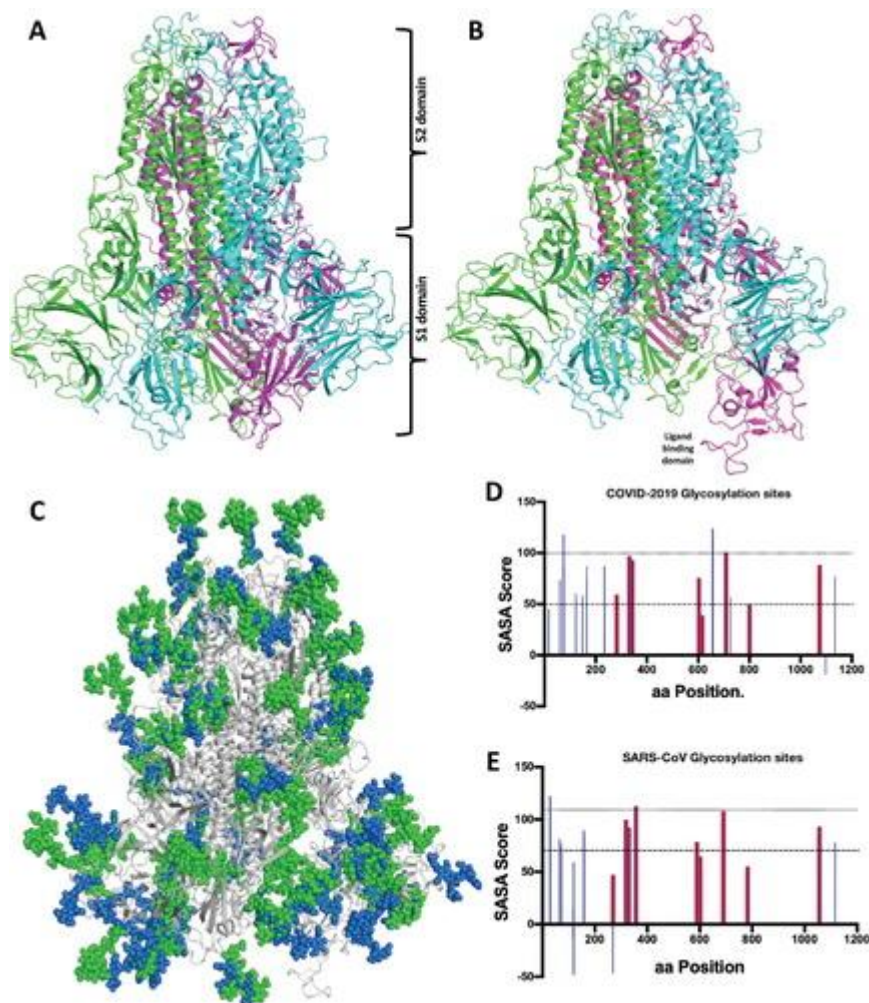 A
B
S2 domain
S1 domain
Ligand
binding
domain
C
D
COVID-2019 Glycosylation sites
SASA Score
150
100
50
0
-50
200 400 600 800 1000 1200
aa Position.
E
SARS-CoV Glycosylation sites
SASA Score
150
100
50
0
-50
200 400 600 800 1000 1200
aa Position